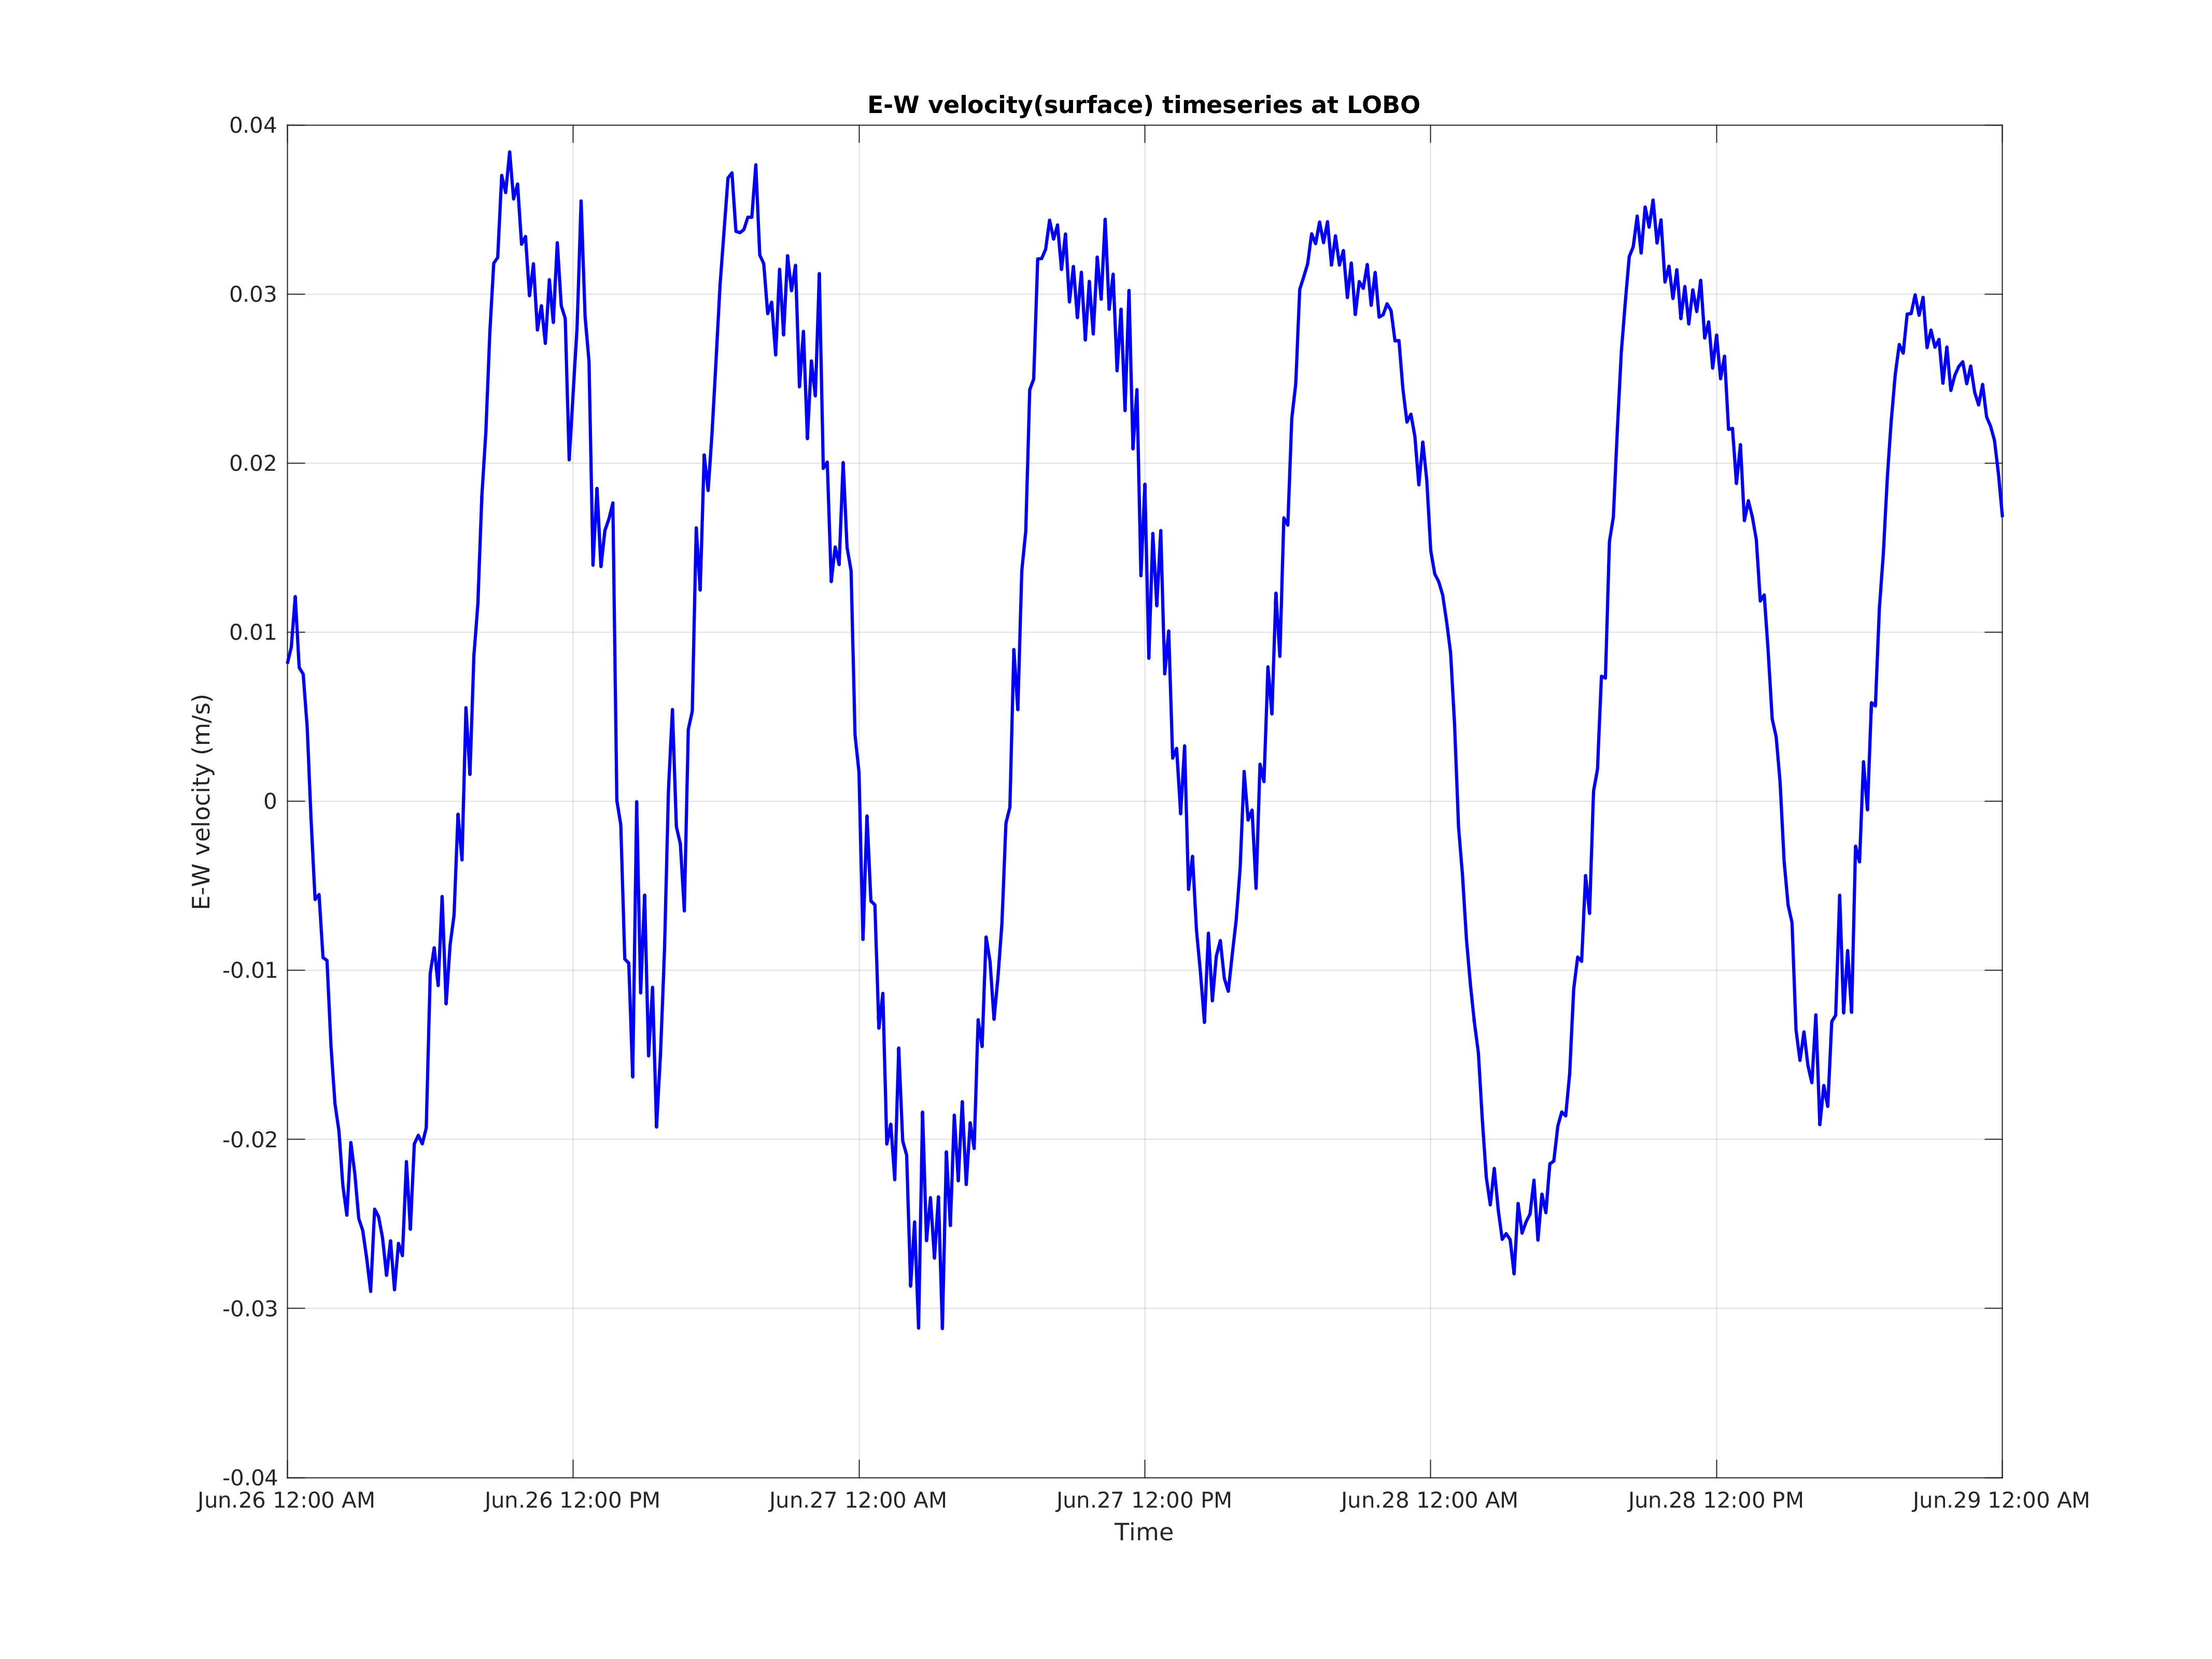 E-W velocity(surface) timeseries at LOBO
0.04
0.03
0.02
0.01
0
-0.01
-0.02
-0.03
-0.04
E-W velocity (m/s)
Jun.26 12:00 AM Jun.26 12:00 PM Jun.27 12:00 AM Jun.27 12:00 PM Jun.28 12:00 AM Jun.28 12:00 PM Jun.29 12:00 AM
Time